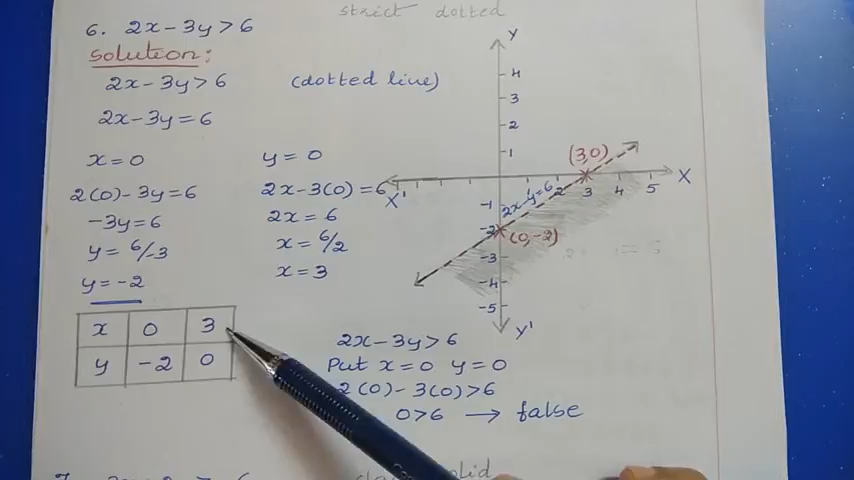 strict dotted
6. 2x-3y>6
Solution:
2x-3y>6 (dotted line)
2x-3y=6
x=0
2(0)-3y=6
-3y=6
y=6/-3
y=-2
y=0
2x-3(0)=6
2x=6
x=6/2
x=3
x 0 3
y -2 0
Y
4
3
2
1
X' 2 3 4 5 X
(3,0)
2x-y=6
-1
-2 (0,-2)
-3
-4
-5
Y'
2x-3y>6
Put x=0 y=0
2(0)-3(0)>6
0>6 → false
7.